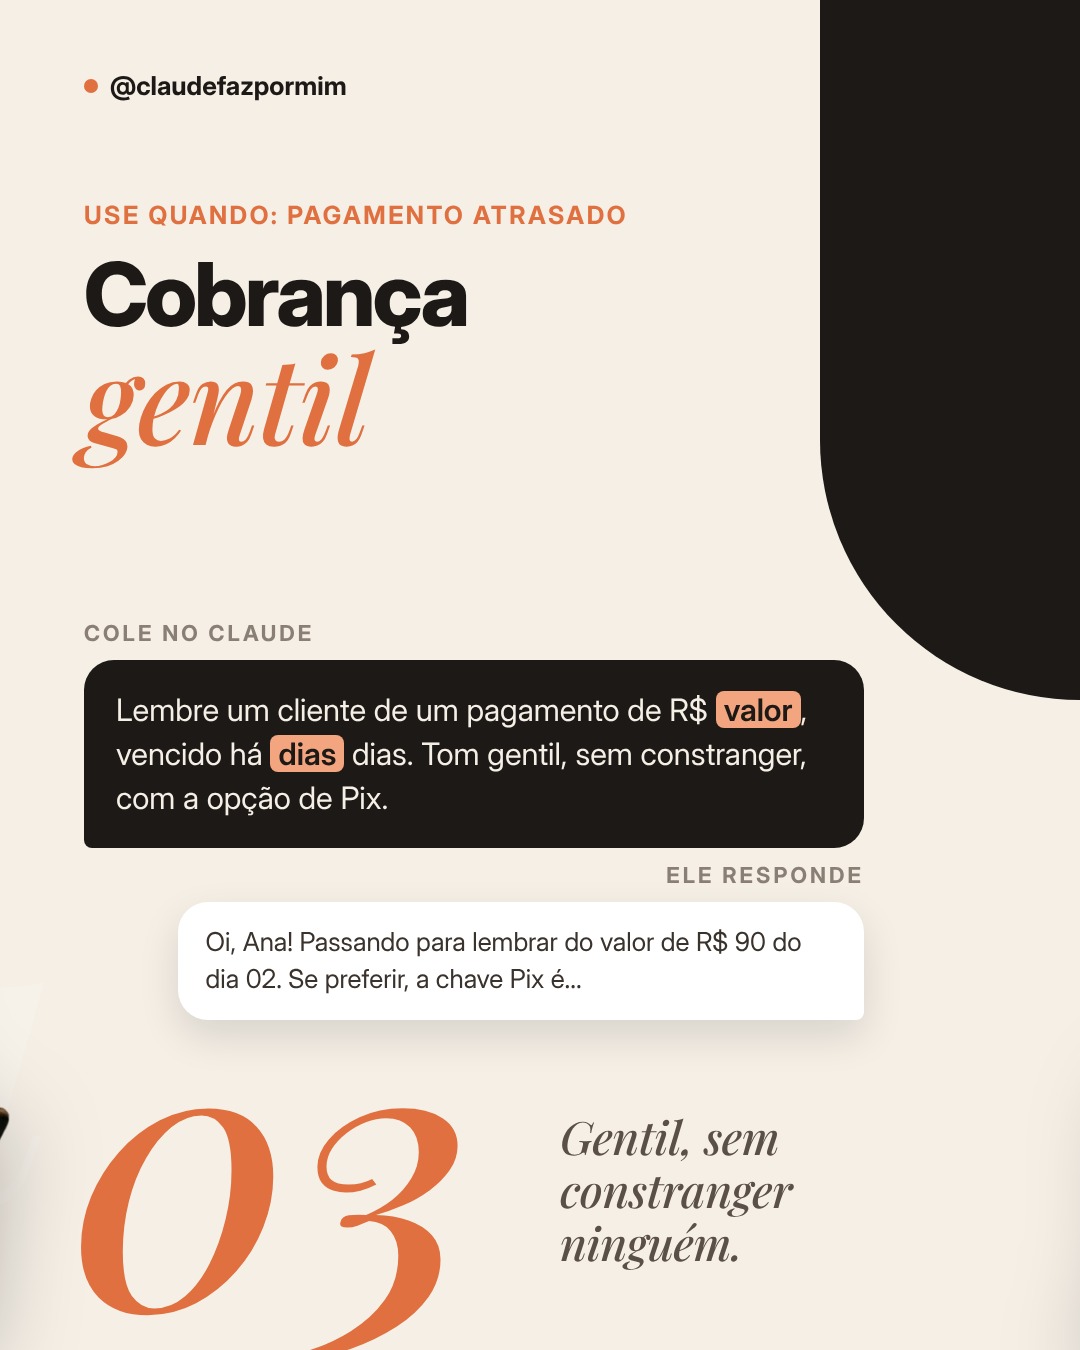 @claudefazpormim
USE QUANDO: PAGAMENTO ATRASADO
Cobrança
gentil
COLE NO CLAUDE
Lembre um cliente de um pagamento de R$ valor,
vencido há dias dias. Tom gentil, sem constranger,
com a opção de Pix.
ELE RESPONDE
Oi, Ana! Passando para lembrar do valor de R$ 90 do
dia 02. Se preferir, a chave Pix é...
03
Gentil, sem
constranger
ninguém.